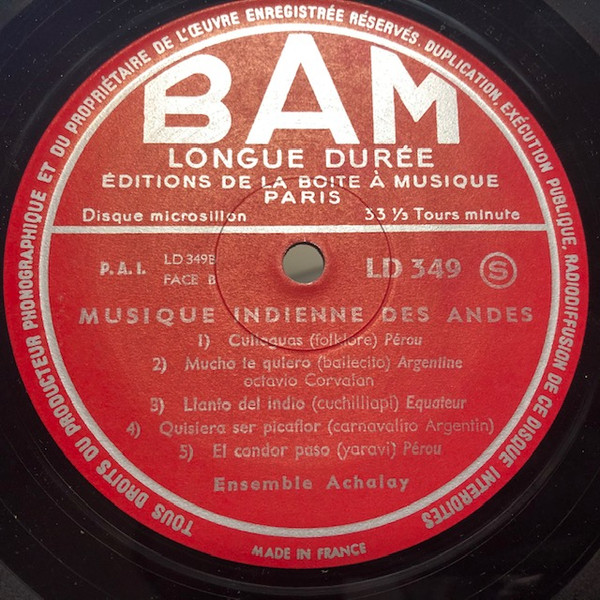 TOUS DROITS DU PRODUCTEUR PHONOGRAPHIQUE ET DU PROPRIÉTAIRE DE L'ŒUVRE ENREGISTRÉE RÉSERVÉS. DUPLICATION, EXÉCUTION PUBLIQUE, RADIODIFFUSION DE CE DISQUE INTERDITES
BAM
LONGUE DURÉE
ÉDITIONS DE LA BOITE À MUSIQUE
PARIS
Disque microsillon 33 1/3 Tours minute
P.A.I. LD 349B LD 349 S
FACE B
MUSIQUE INDIENNE DES ANDES
1) (folklore) Pérou
2) Mucho te quiero (bailecito) Argentine
octavio Corvalan
3) Llanto del indio (cuchillapi) Equateur
4) Quisiera ser picaflor (carnavalito Argentin)
5) El condor paso (yaravi) Pérou
Ensemble Achalay
MADE IN FRANCE